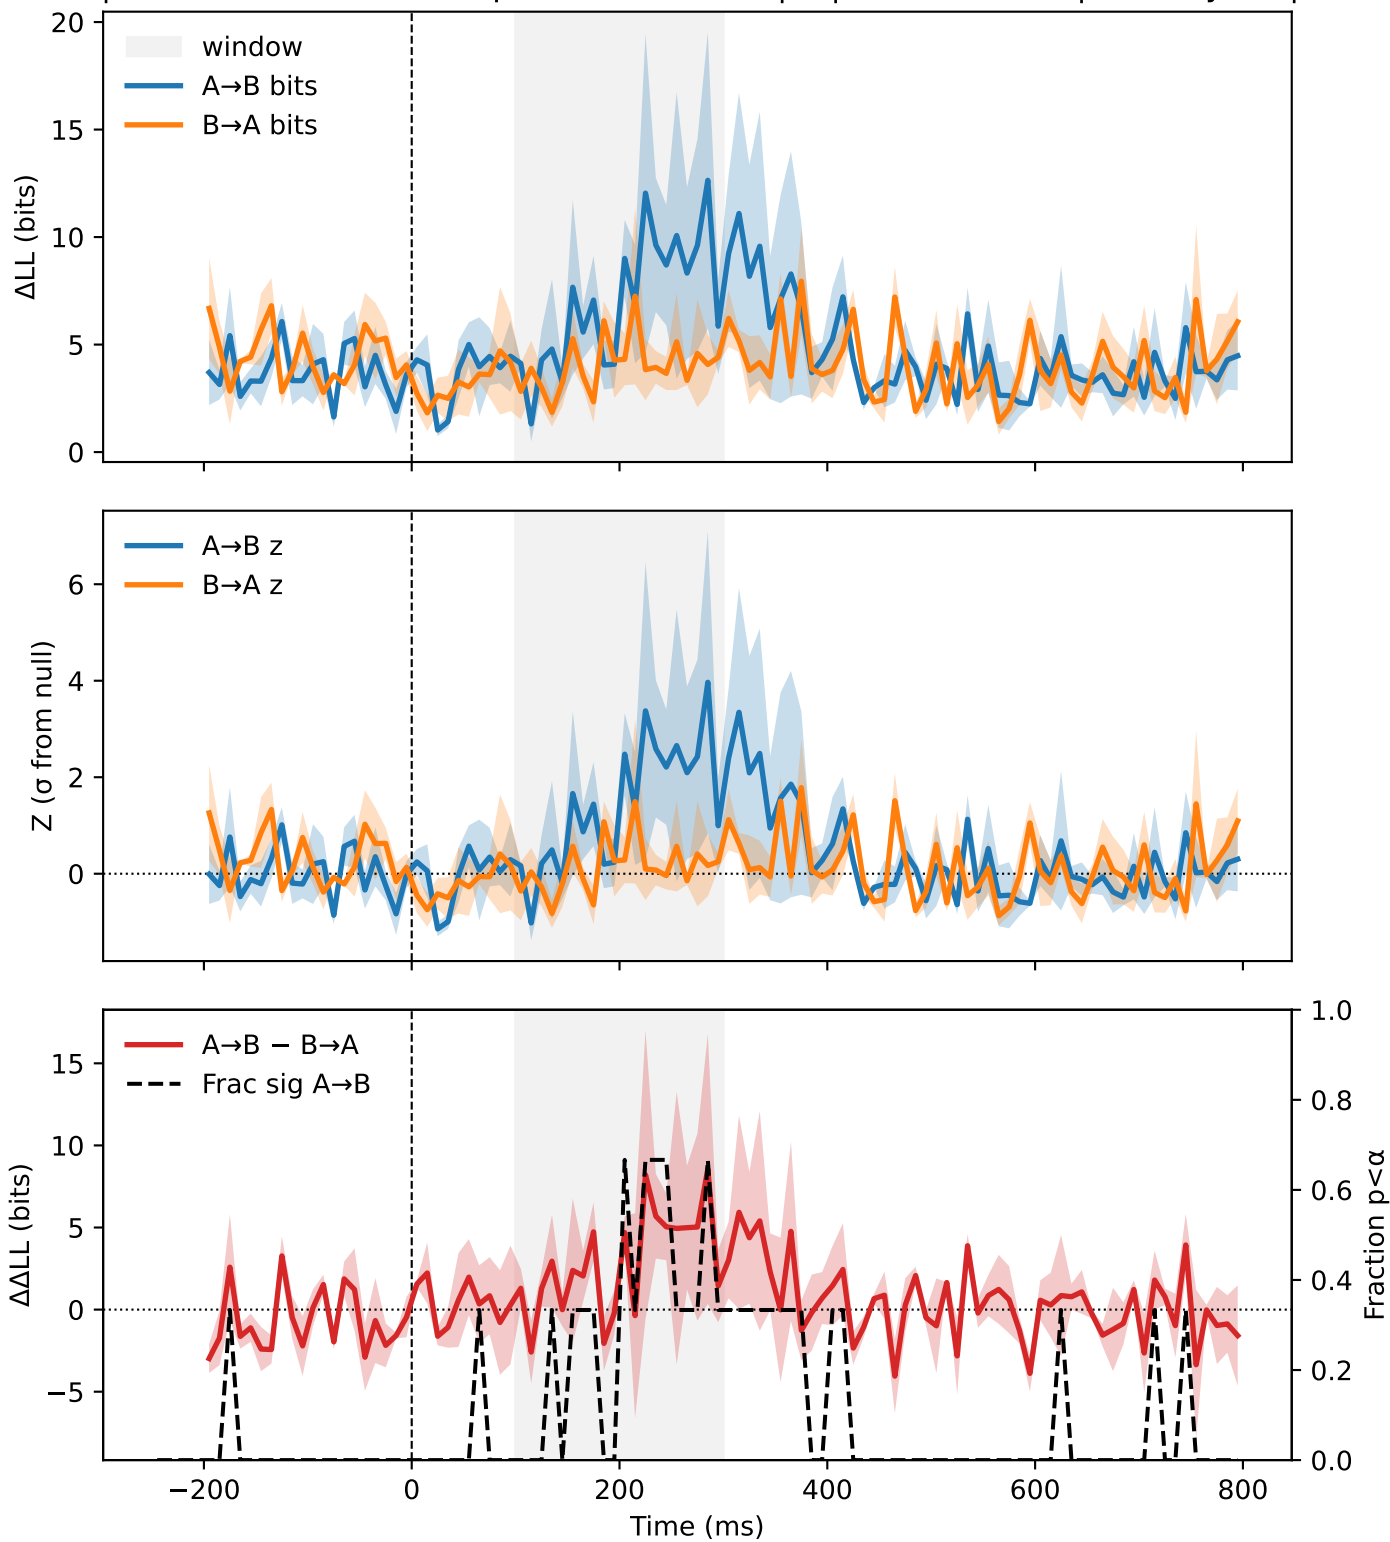 20
15
10
5
0
ΔLL (bits)
window
A→B bits
B→A bits
6
4
2
0
Z (σ from null)
A→B z
B→A z
15
10
5
0
−5
ΔΔLL (bits)
A→B − B→A
Frac sig A→B
1.0
0.8
0.6
0.4
0.2
0.0
Fraction p<α
−200 0 200 400 600 800
Time (ms)